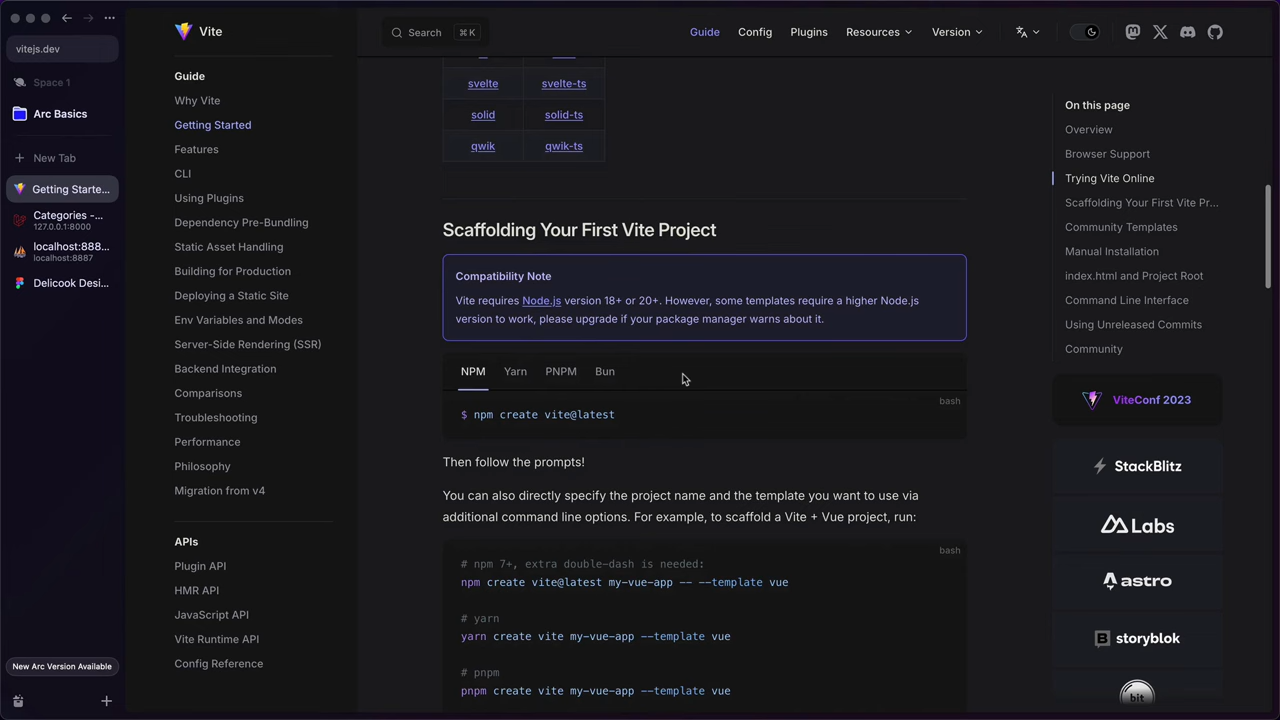 vitejs.dev
Space 1
Arc Basics
New Tab
Getting Starte...
Categories -...
127.0.0.1:8000
localhost:888...
localhost:8887
Delicook Desi...
New Arc Version Available
Vite
Guide
Why Vite
Getting Started
Features
CLI
Using Plugins
Dependency Pre-Bundling
Static Asset Handling
Building for Production
Deploying a Static Site
Env Variables and Modes
Server-Side Rendering (SSR)
Backend Integration
Comparisons
Troubleshooting
Performance
Philosophy
Migration from v4
APIs
Plugin API
HMR API
JavaScript API
Vite Runtime API
Config Reference
Search ⌘K
Guide Config Plugins Resources Version
svelte svelte-ts
solid solid-ts
qwik qwik-ts
Scaffolding Your First Vite Project
Compatibility Note
Vite requires Node.js version 18+ or 20+. However, some templates require a higher Node.js
version to work, please upgrade if your package manager warns about it.
NPM Yarn PNPM Bun
bash
$ npm create vite@latest
Then follow the prompts!
You can also directly specify the project name and the template you want to use via
additional command line options. For example, to scaffold a Vite + Vue project, run:
bash
# npm 7+, extra double-dash is needed:
npm create vite@latest my-vue-app -- --template vue
# yarn
yarn create vite my-vue-app --template vue
# pnpm
pnpm create vite my-vue-app --template vue
On this page
Overview
Browser Support
Trying Vite Online
Scaffolding Your First Vite Pr...
Community Templates
Manual Installation
index.html and Project Root
Command Line Interface
Using Unreleased Commits
Community
ViteConf 2023
StackBlitz
Labs
astro
storyblok
bit